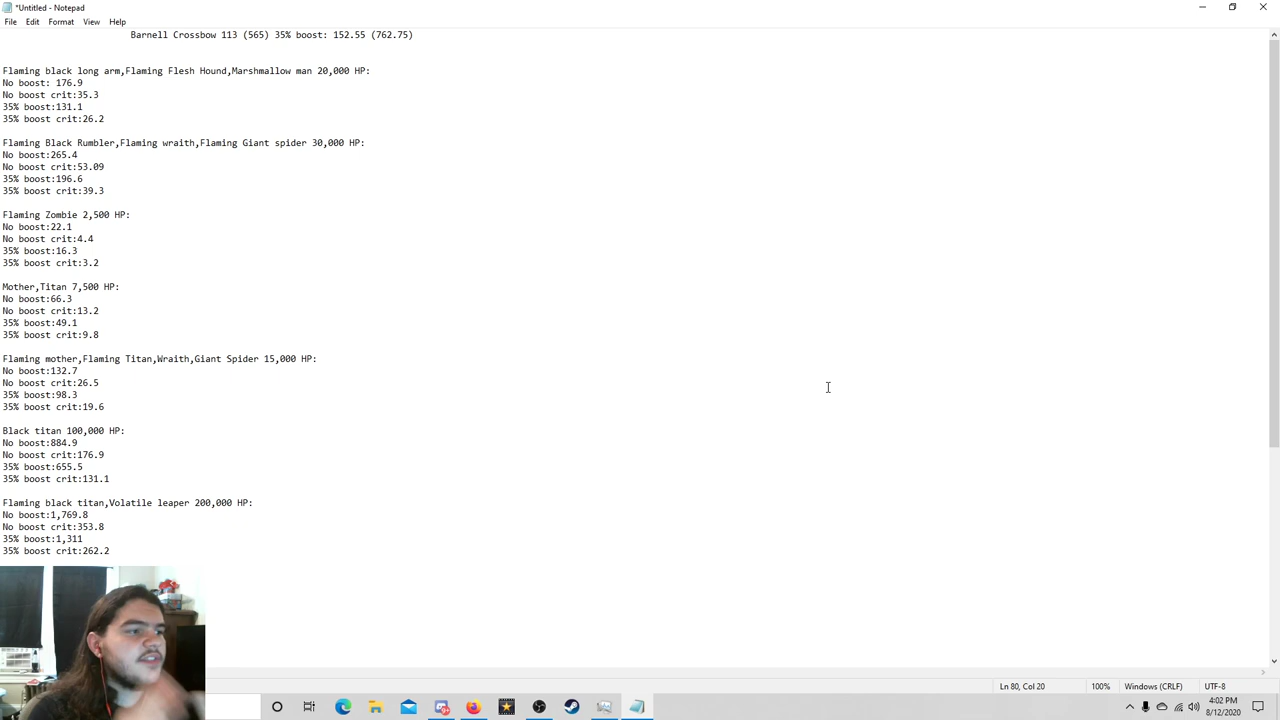 *Untitled - Notepad
File Edit Format View Help
Barnell Crossbow 113 (565) 35% boost: 152.55 (762.75)
Flaming black long arm,Flaming Flesh Hound,Marshmallow man 20,000 HP:
No boost: 176.9
No boost crit:35.3
35% boost:131.1
35% boost crit:26.2
Flaming Black Rumbler,Flaming wraith,Flaming Giant spider 30,000 HP:
No boost:265.4
No boost crit:53.09
35% boost:196.6
35% boost crit:39.3
Flaming Zombie 2,500 HP:
No boost:22.1
No boost crit:4.4
35% boost:16.3
35% boost crit:3.2
Mother,Titan 7,500 HP:
No boost:66.3
No boost crit:13.2
35% boost:49.1
35% boost crit:9.8
Flaming mother,Flaming Titan,Wraith,Giant Spider 15,000 HP:
No boost:132.7
No boost crit:26.5
35% boost:98.3
35% boost crit:19.6
Black titan 100,000 HP:
No boost:884.9
No boost crit:176.9
35% boost:655.5
35% boost crit:131.1
Flaming black titan,Volatile leaper 200,000 HP:
No boost:1,769.8
No boost crit:353.8
35% boost:1,311
35% boost crit:262.2
Ln 80, Col 20 100% Windows (CRLF) UTF-8
4:02 PM
8/12/2020